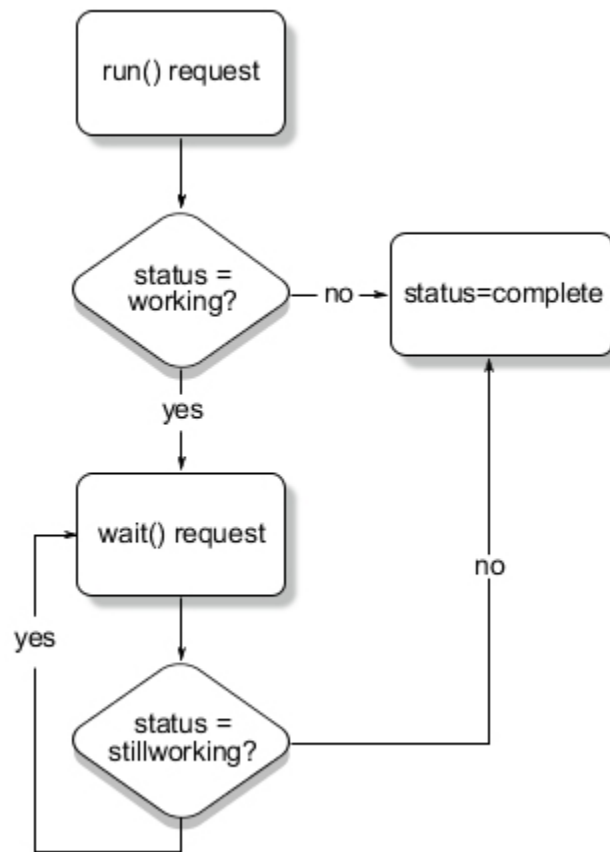 run() request
status =
working?
no
status=complete
yes
wait() request
no
yes
status =
stillworking?